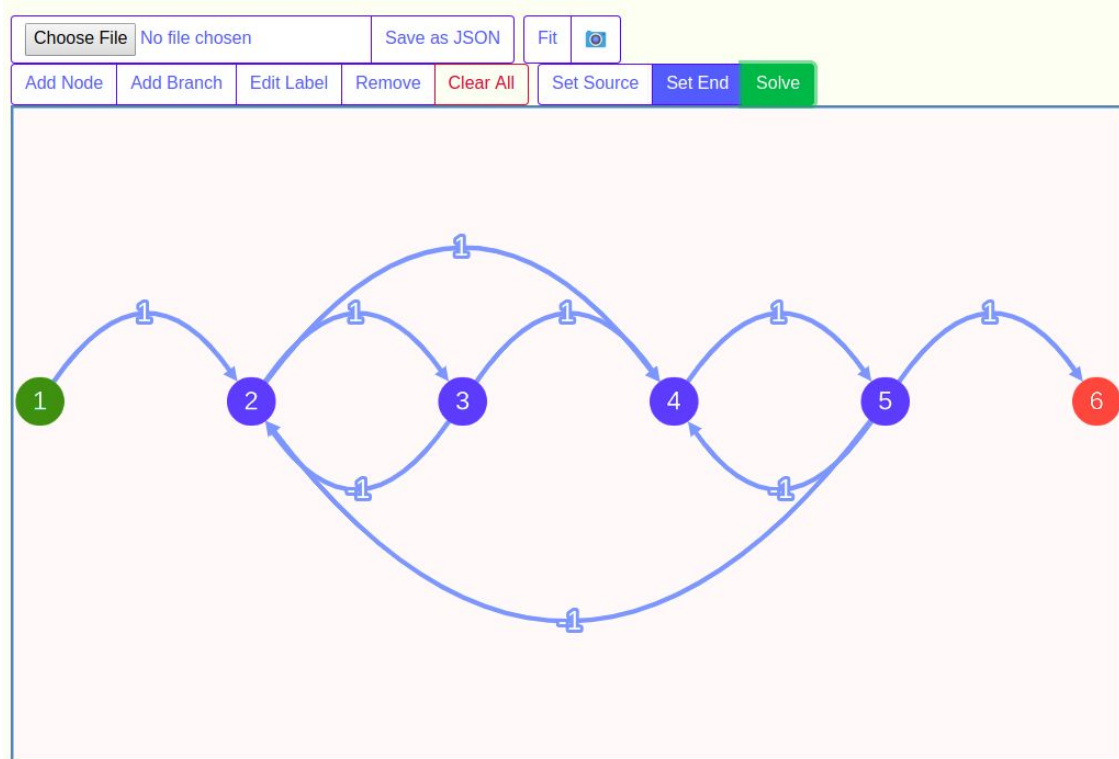 Choose File No file chosen Save as JSON Fit
Add Node Add Branch Edit Label Remove Clear All Set Source Set End Solve
1
1 1 1 1
1 2 3 4 5 6
-1 -1
-1